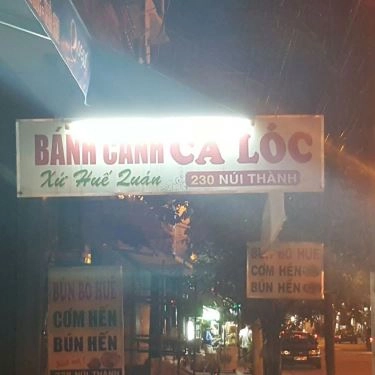 BÁNH CANH CÁ LÓC
Xứ Huế Quán 230 NÚI THÀNH
BÚN BÒ HUẾ
CƠM HẾN
BÚN HẾN
BÚN BÒ HUẾ
CƠM HẾN
BÚN HẾN